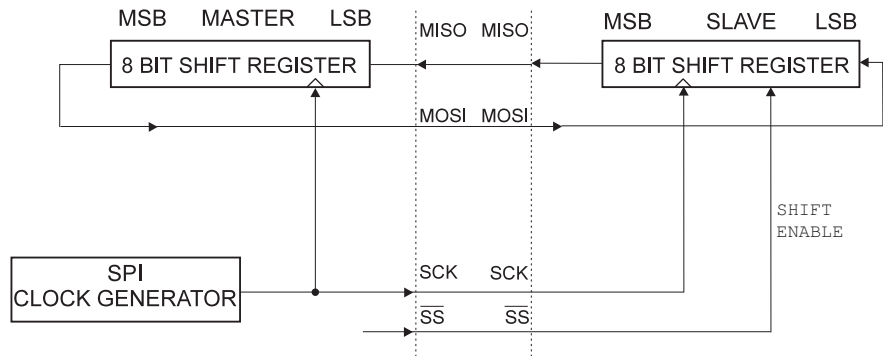 MSB MASTER LSB
MISO MISO
MSB SLAVE LSB
8 BIT SHIFT REGISTER
8 BIT SHIFT REGISTER
MOSI MOSI
SHIFT
ENABLE
SPI
CLOCK GENERATOR
SCK SCK
SS SS